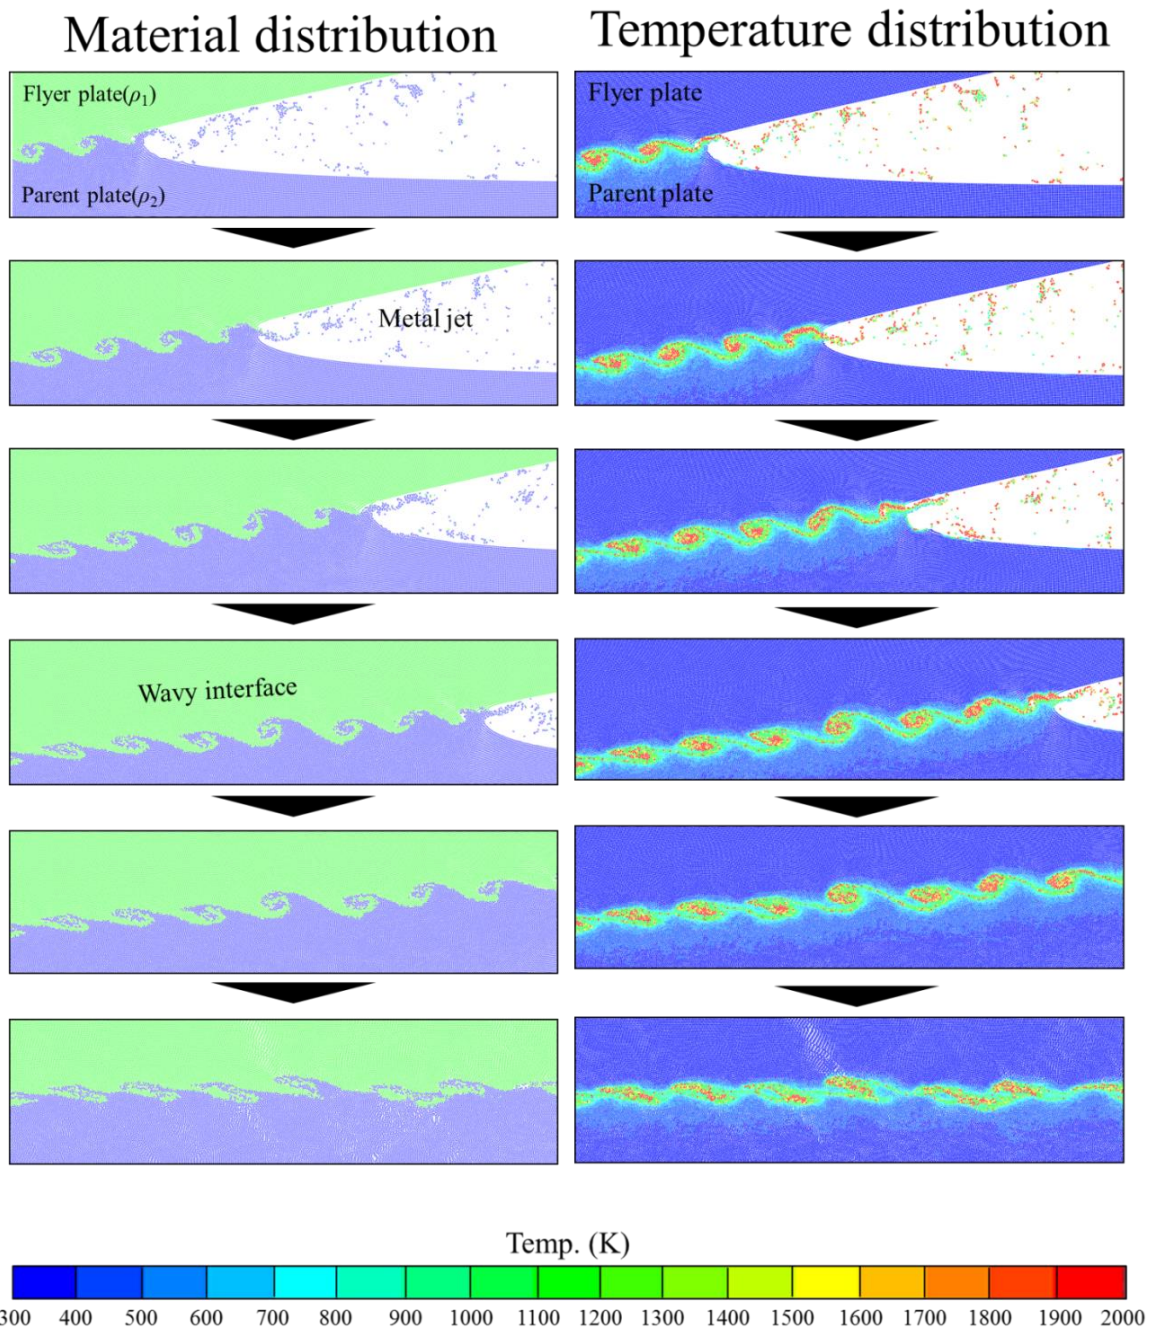 Material distribution
Temperature distribution
Flyer plate(ρ₁)
Parent plate(ρ₂)
Flyer plate
Parent plate
Metal jet
Wavy interface
Temp. (K)
300 400 500 600 700 800 900 1000 1100 1200 1300 1400 1500 1600 1700 1800 1900 2000